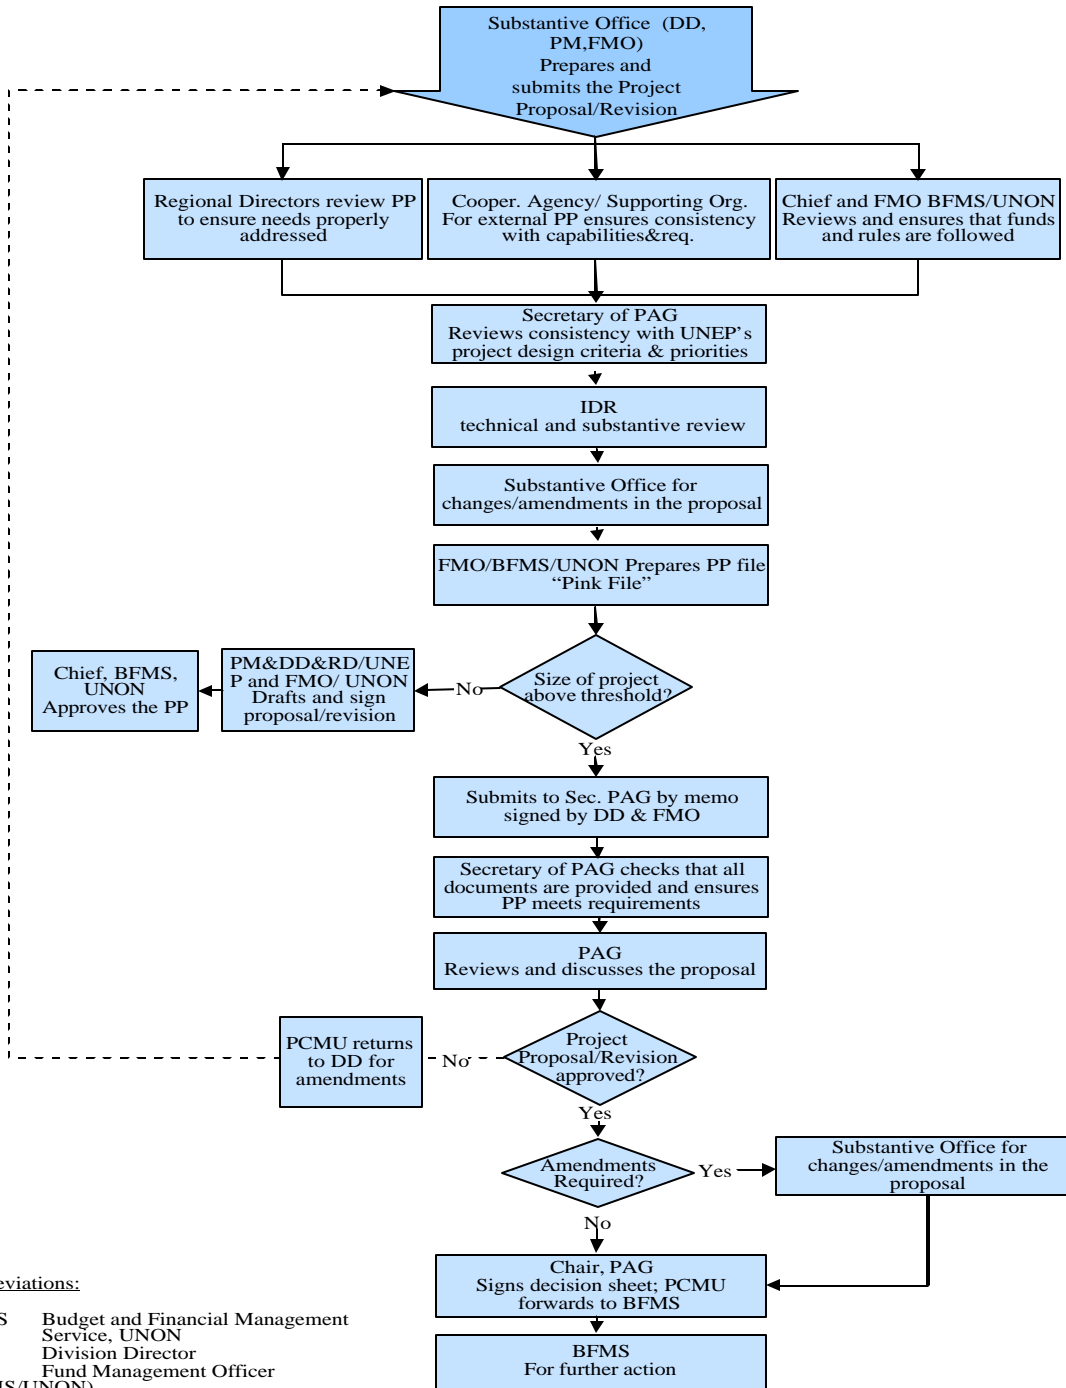 Substantive Office (DD,
PM,FMO)
Prepares and
submits the Project
Proposal/Revision
Regional Directors review PP
to ensure needs properly
addressed
Cooper. Agency/ Supporting Org.
For external PP ensures consistency
with capabilities&req.
Chief and FMO BFMS/UNON
Reviews and ensures that funds
and rules are followed
Secretary of PAG
Reviews consistency with UNEP’s
project design criteria & priorities
IDR
technical and substantive review
Substantive Office for
changes/amendments in the proposal
FMO/BFMS/UNON Prepares PP file
“Pink File”
Size of project
above threshold?
No
PM&DD&RD/UNE
P and FMO/ UNON
Drafts and sign
proposal/revision
Chief, BFMS,
UNON
Approves the PP
Yes
Submits to Sec. PAG by memo
signed by DD & FMO
Secretary of PAG checks that all
documents are provided and ensures
PP meets requirements
PAG
Reviews and discusses the proposal
Project
Proposal/Revision
approved?
No
PCMU returns
to DD for
amendments
Yes
Amendments
Required?
Yes
Substantive Office for
changes/amendments in the
proposal
No
Chair, PAG
Signs decision sheet; PCMU
forwards to BFMS
BFMS
For further action
eviations:
S Budget and Financial Management
Service, UNON
Division Director
Fund Management Officer
MS/UNON)